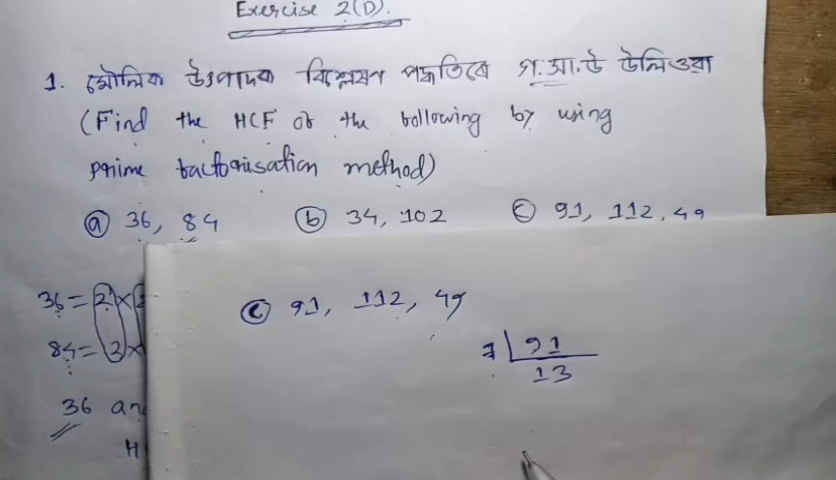 Exercise 2(D).
1. মৌলিক উৎপাদক বিশ্লেষণ পদ্ধতিৰে গ.সা.উ উলিওৱা
(Find the HCF of the following by using
prime factorisation method)
(a) 36, 84 (b) 34, 102 (c) 91, 112, 49
36 = 2 ×
84 = 3 ×
36 an
H
(c) 91, 112, 49
7 91
13